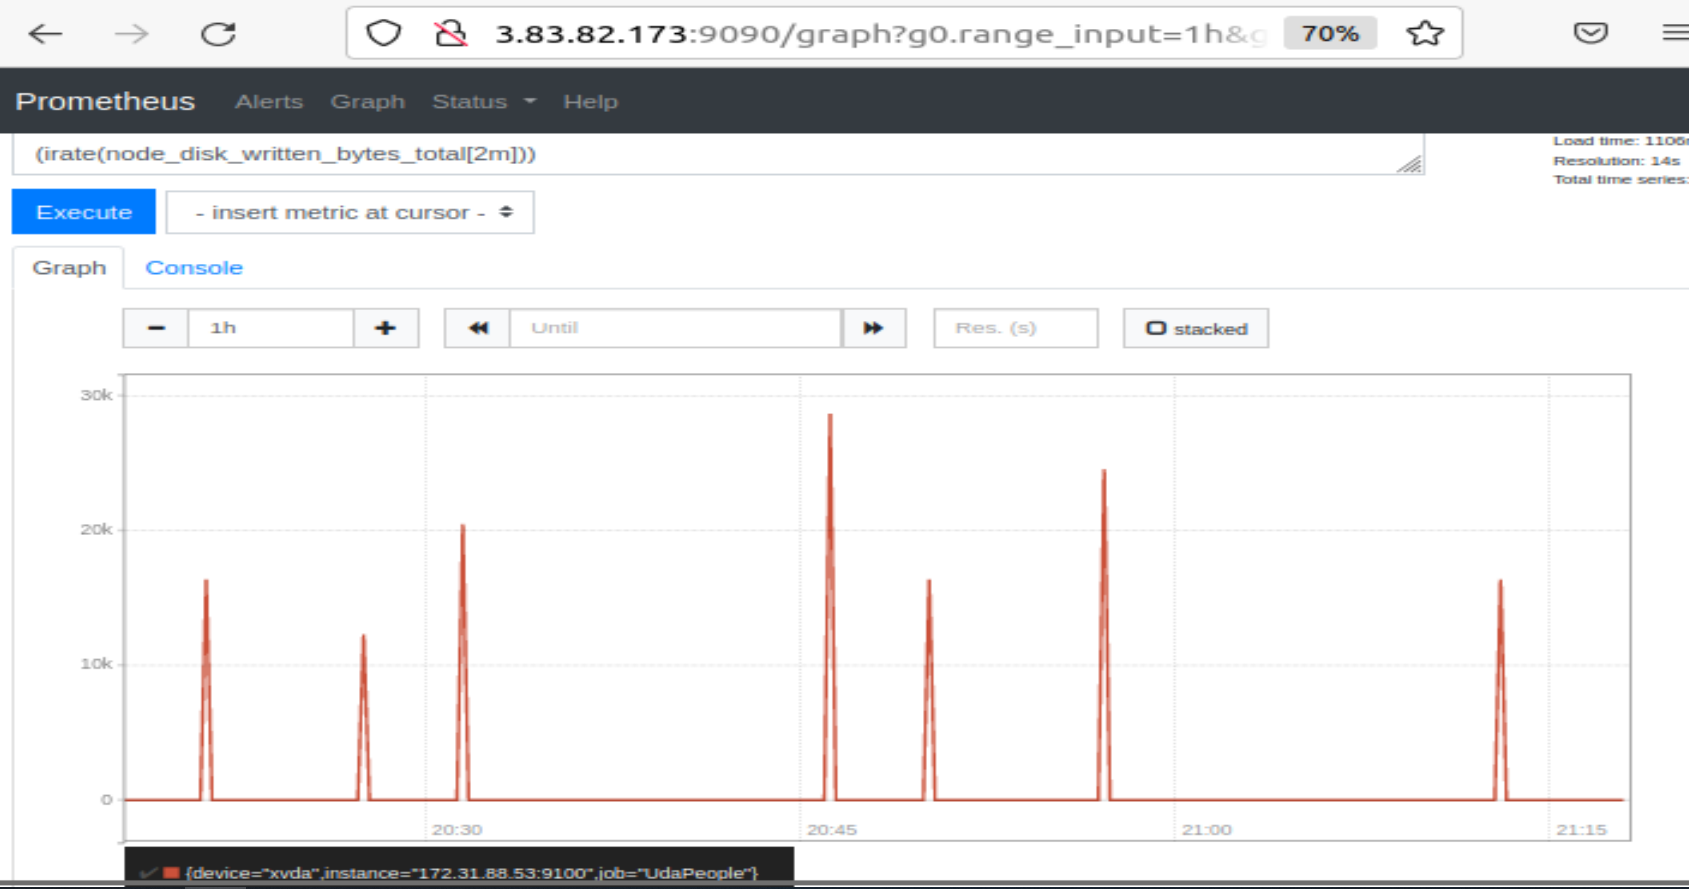 3.83.82.173:9090/graph?g0.range_input=1h&g 70%
Prometheus Alerts Graph Status Help
(irate(node_disk_written_bytes_total[2m]))
Load time: 1106
Resolution: 14s
Total time series:
Execute - insert metric at cursor -
Graph Console
1h Until Res. (s) stacked
30k
20k
10k
0
20:30 20:45 21:00 21:15
{device="xvda",instance="172.31.88.53:9100",job="UdaPeople"}